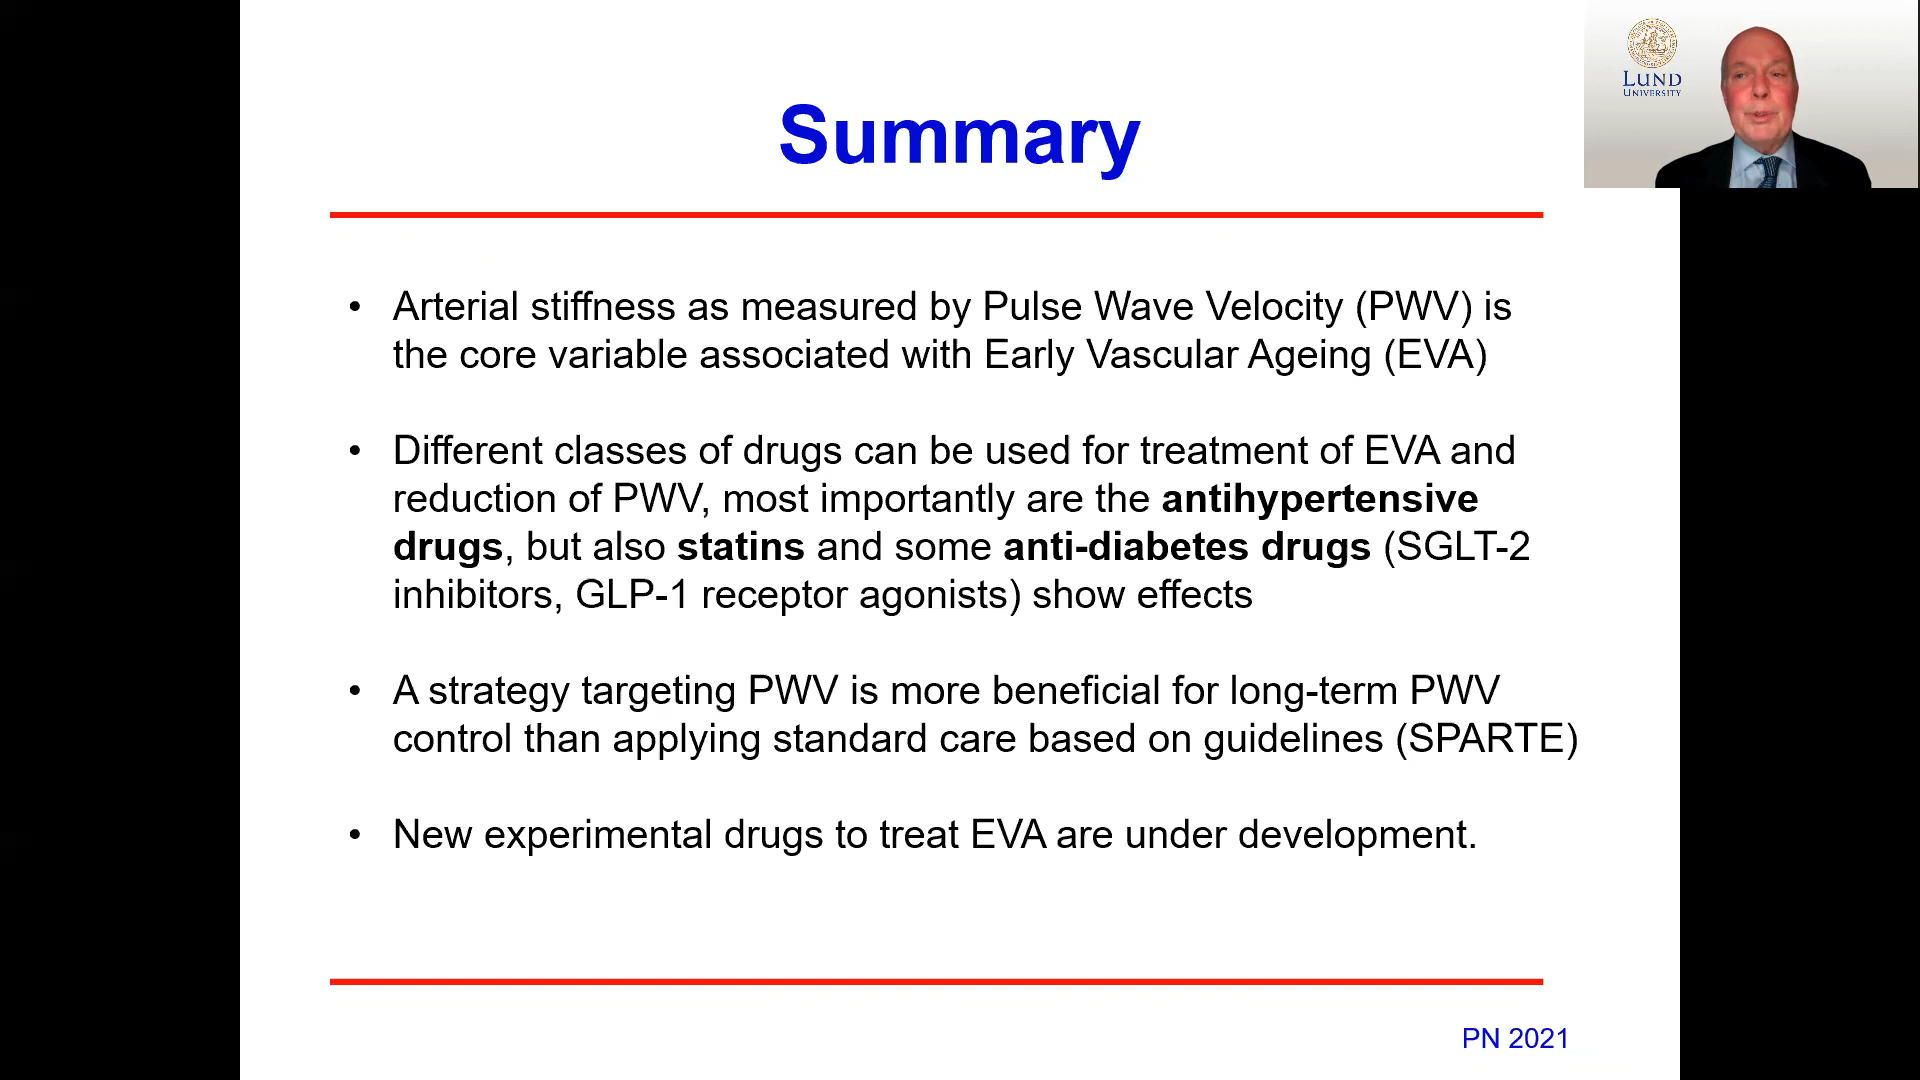 LUND
UNIVERSITY
Summary
• Arterial stiffness as measured by Pulse Wave Velocity (PWV) is
the core variable associated with Early Vascular Ageing (EVA)
• Different classes of drugs can be used for treatment of EVA and
reduction of PWV, most importantly are the antihypertensive
drugs, but also statins and some anti-diabetes drugs (SGLT-2
inhibitors, GLP-1 receptor agonists) show effects
• A strategy targeting PWV is more beneficial for long-term PWV
control than applying standard care based on guidelines (SPARTE)
• New experimental drugs to treat EVA are under development.
PN 2021